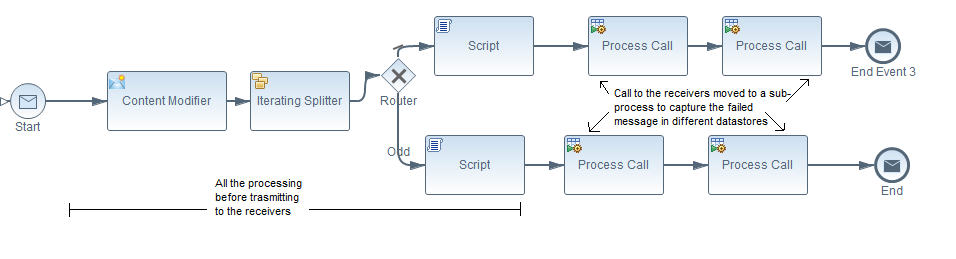 Script
Process Call
Process Call
End Event 3
Start
Content Modifier
Iterating Splitter
Router
Call to the receivers moved to a sub-
process to capture the failed
message in different datastores
Odd
Script
Process Call
Process Call
End
All the processing
before trasmitting
to the receivers